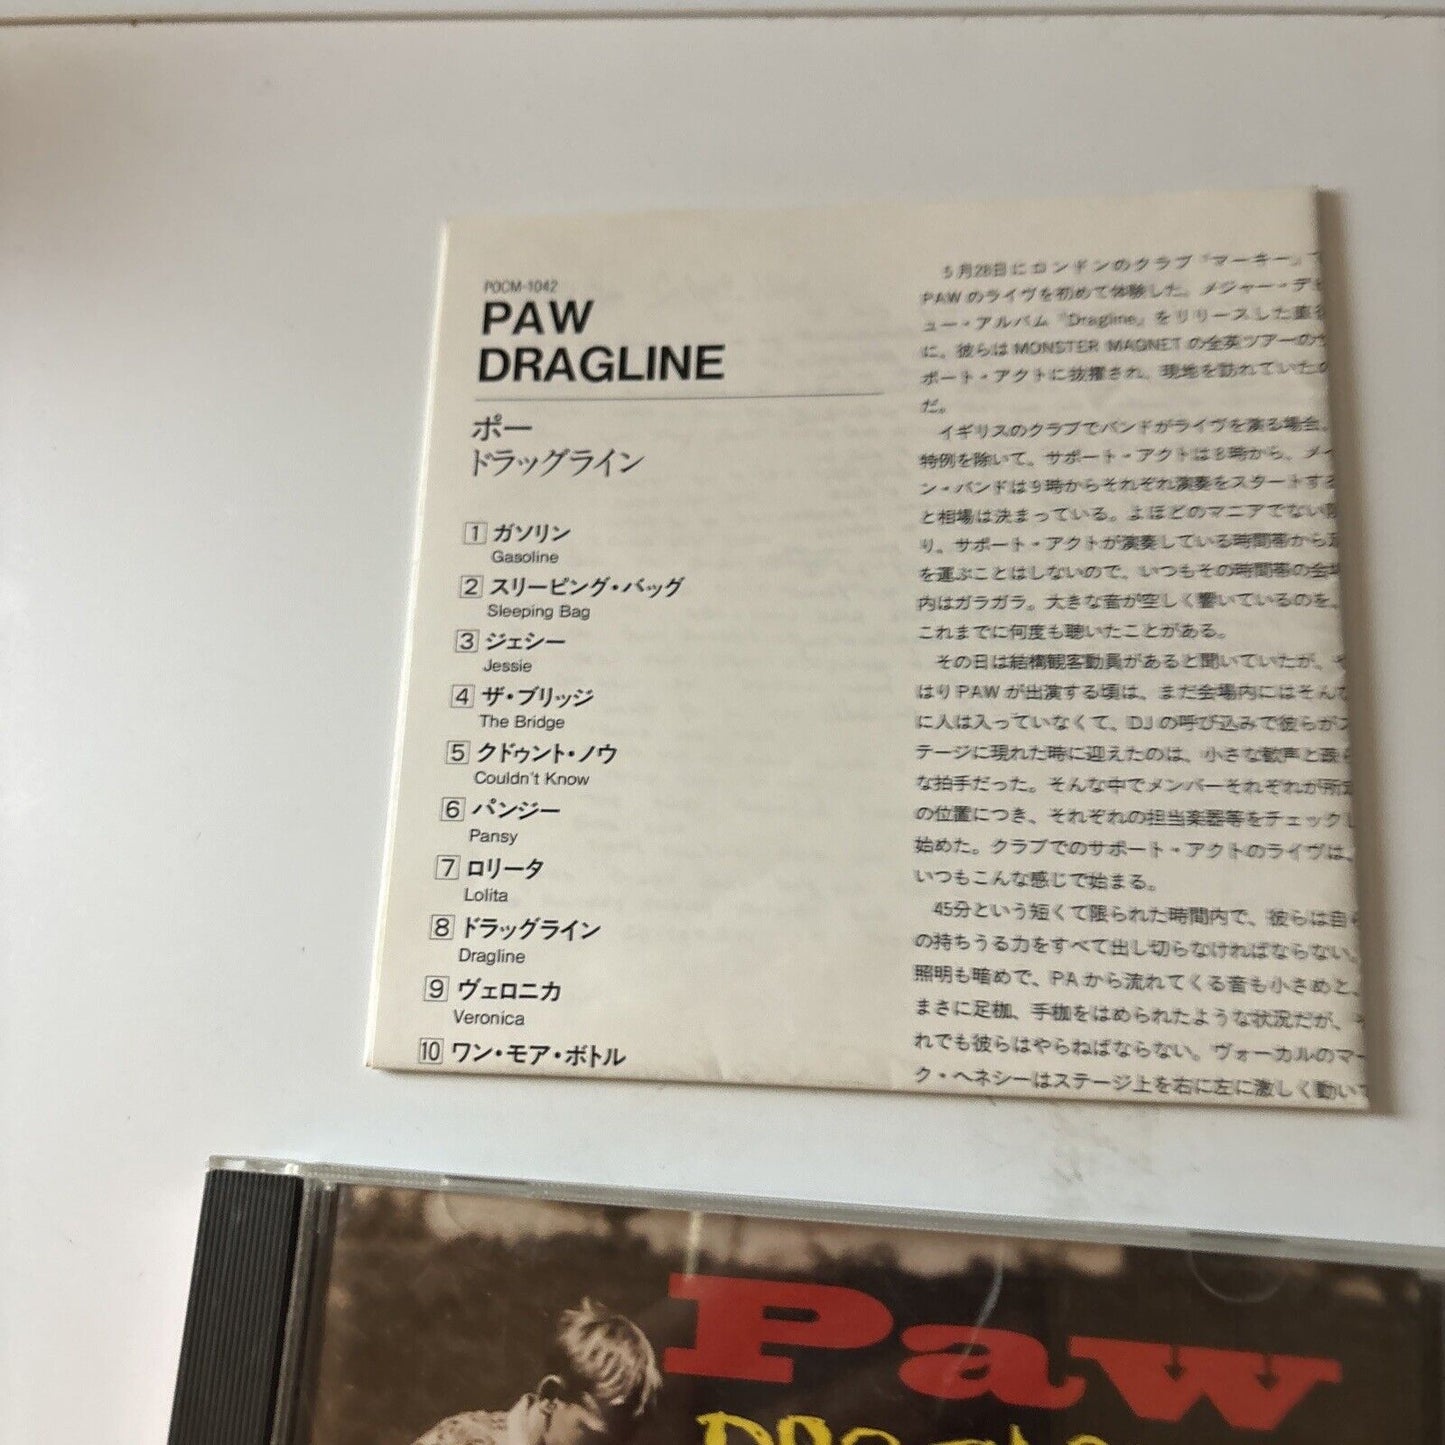 POCM-1042
PAW
DRAGLINE
ポー
ドラッグライン
1 ガソリン
Gasoline
2 スリーピング・バッグ
Sleeping Bag
3 ジェシー
Jessie
4 ザ・ブリッジ
The Bridge
5 クドゥント・ノウ
Couldn't Know
6 パンジー
Pansy
7 ロリータ
Lolita
8 ドラッグライン
Dragline
9 ヴェロニカ
Veronica
10 ワン・モア・ボトル
5月28日にロンドンのクラブ『マーキー』で
PAWのライヴを初めて体験した。メジャー・デビ
ュー・アルバム『Dragline』をリリースした直後
に、彼らはMONSTER MAGNETの全英ツアーのサ
ポート・アクトに抜擢され、現地を訪れていたの
だ。
イギリスのクラブでバンドがライヴを演る場合、
特例を除いて、サポート・アクトは8時から、メイ
ン・バンドは9時からそれぞれ演奏をスタートする
と相場は決まっている。よほどのマニアでない限
り。サポート・アクトが演奏している時間帯から足
を運ぶことはしないので、いつもその時間帯の会場
内はガラガラ。大きな音が空しく響いているのを、
これまでに何度も聴いたことがある。
その日は結構観客動員があると聞いていたが、や
はりPAWが出演する頃は、まだ会場内にはそんな
に人は入っていなくて、DJの呼び込みで彼らがス
テージに現れた時に迎えたのは、小さな歓声と疎ら
な拍手だった。そんな中でメンバーそれぞれが所定
の位置につき、それぞれの担当楽器等をチェックし
始めた。クラブでのサポート・アクトのライヴは、
いつもこんな感じで始まる。
45分という短くて限られた時間内で、彼らは自ら
の持ちうる力をすべて出し切らなければならない。
照明も暗めで、PAから流れてくる音も小さめと、
まさに足枷、手枷をはめられたような状況だが、そ
れでも彼らはやらねばならない。ヴォーカルのマー
ク・ヘネシーはステージ上を右に左に激しく動いて
Paw